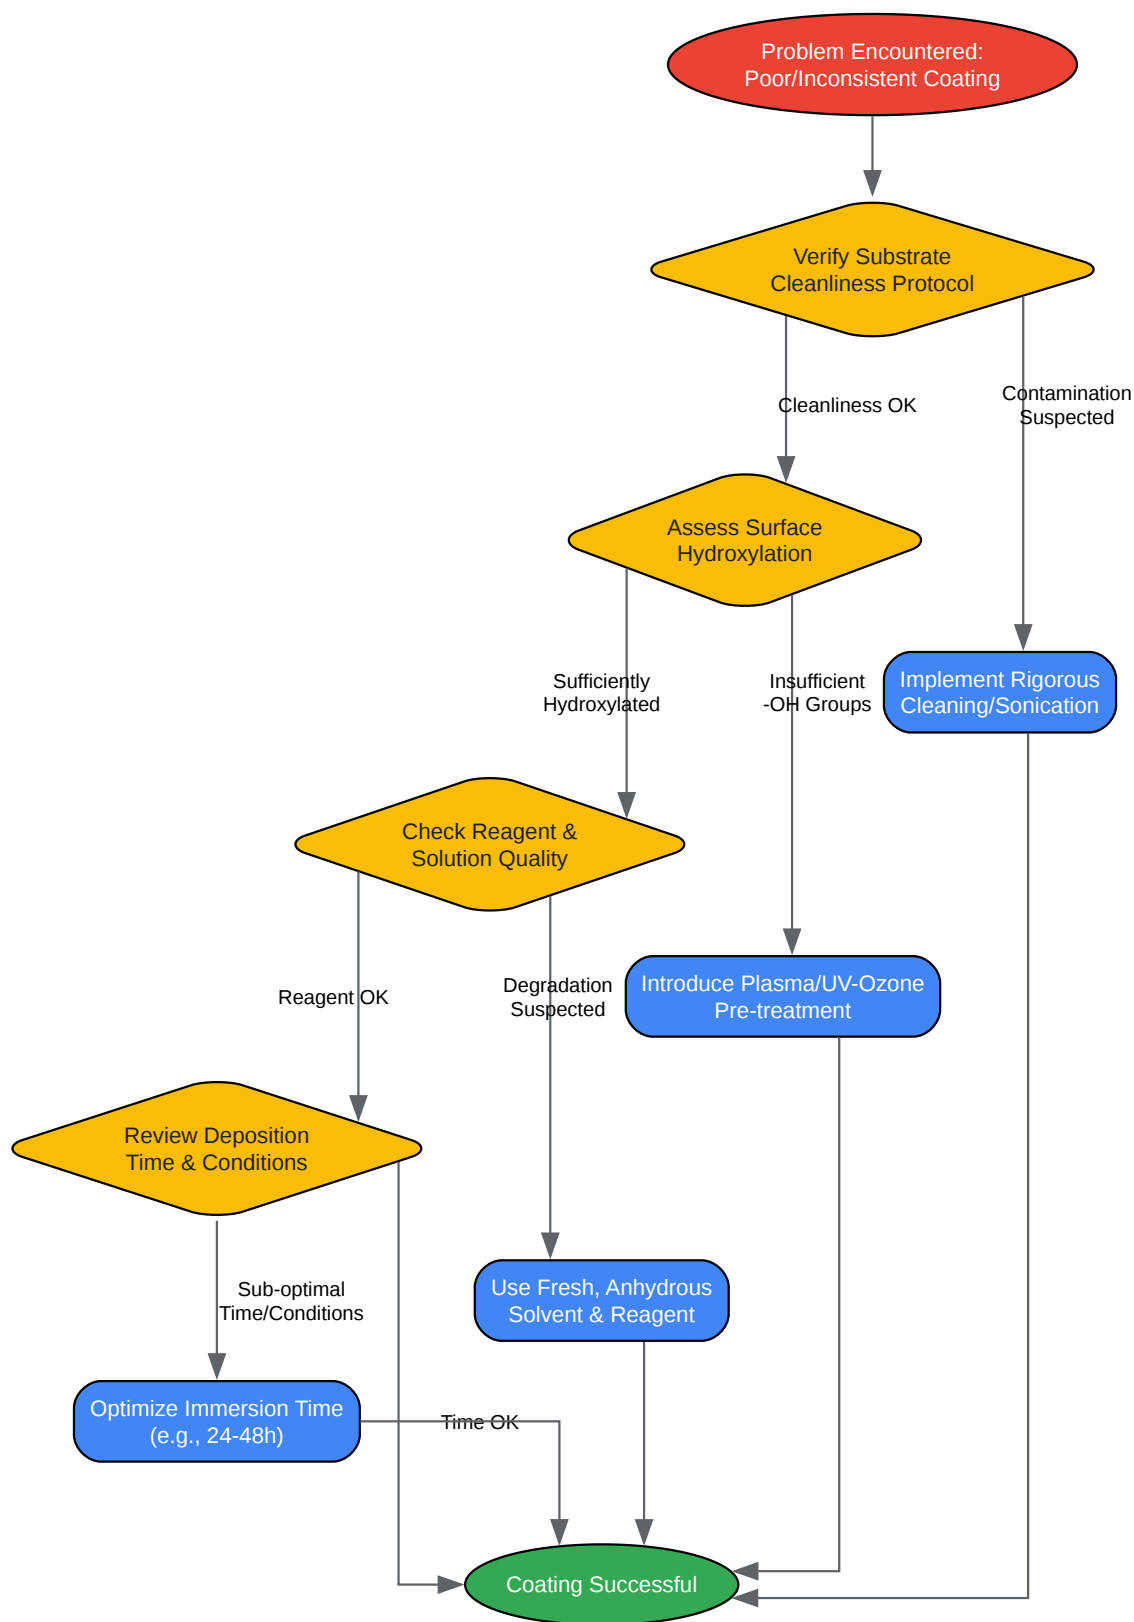 Problem Encountered:
Poor/Inconsistent Coating
Verify Substrate
Cleanliness Protocol
Cleanliness OK
Contamination
Suspected
Assess Surface
Hydroxylation
Sufficiently
Hydroxylated
Insufficient
-OH Groups
Implement Rigorous
Cleaning/Sonication
Check Reagent &
Solution Quality
Reagent OK
Degradation
Suspected
Introduce Plasma/UV-Ozone
Pre-treatment
Review Deposition
Time & Conditions
Sub-optimal
Time/Conditions
Use Fresh, Anhydrous
Solvent & Reagent
Optimize Immersion Time
(e.g., 24-48h)
Time OK
Coating Successful